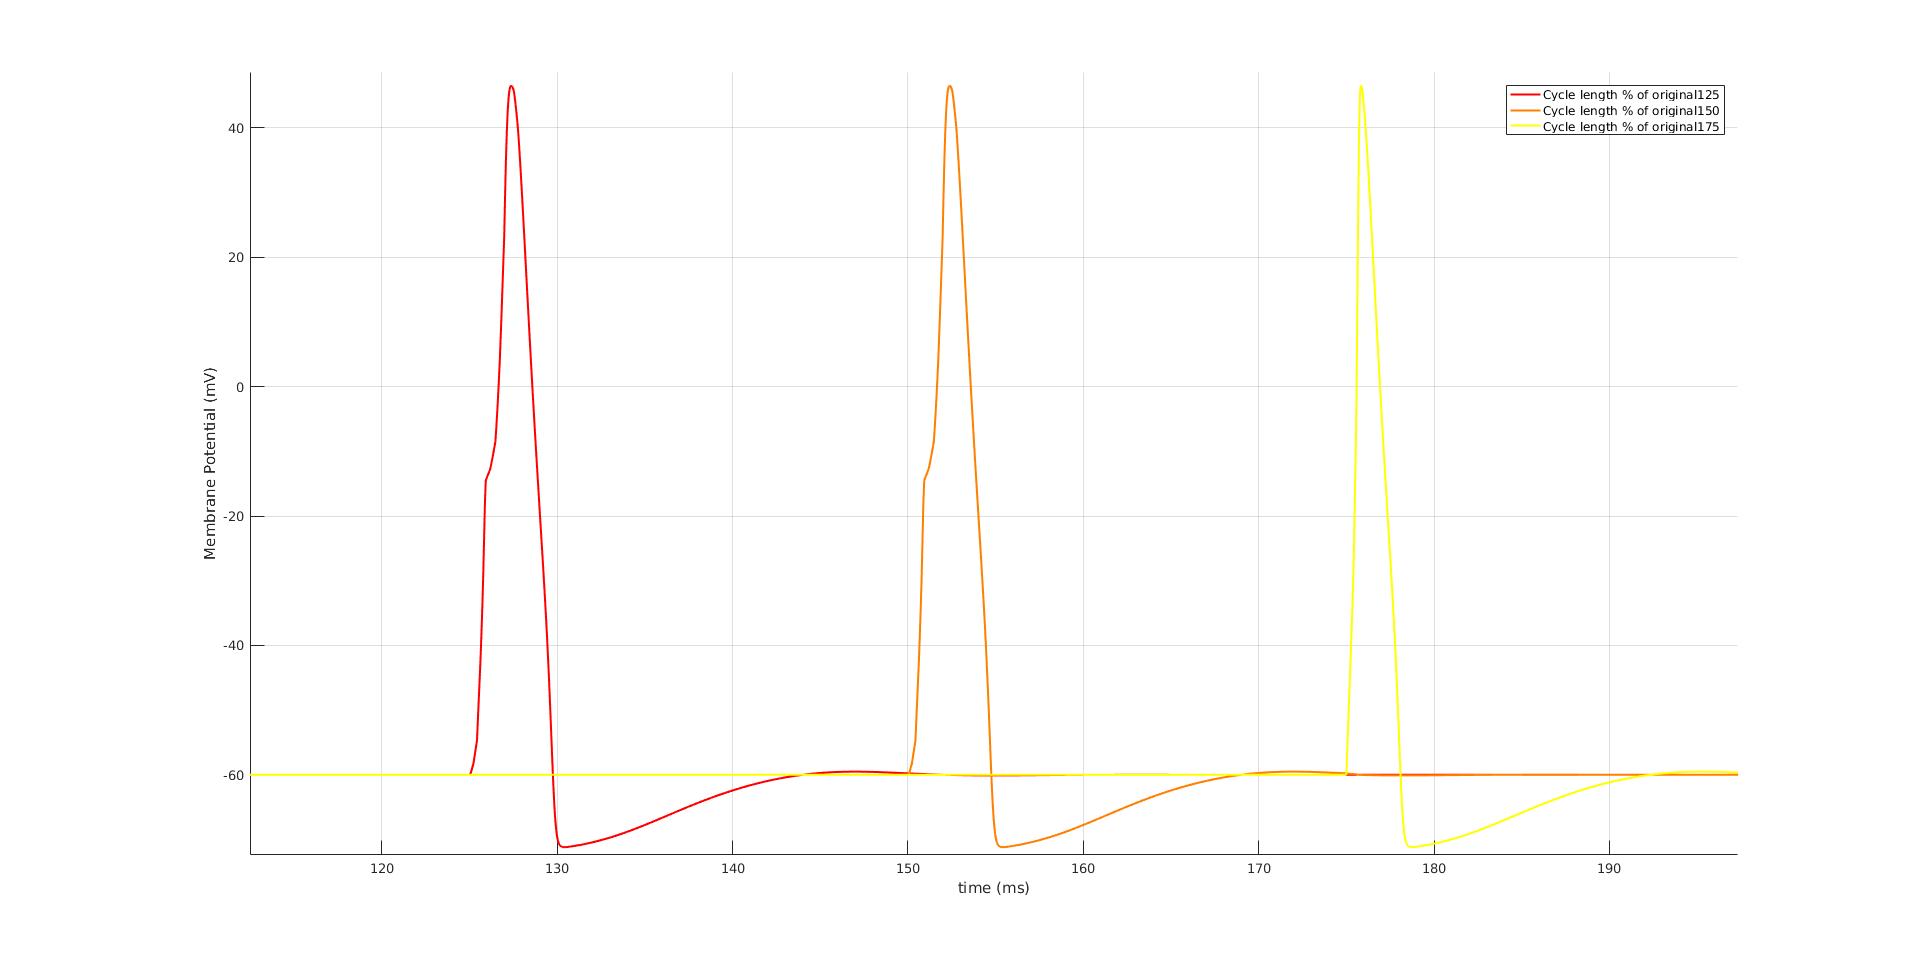 Cycle length % of original125
Cycle length % of original150
Cycle length % of original175
40
20
0
-20
-40
-60
Membrane Potential (mV)
120 130 140 150 160 170 180 190
time (ms)